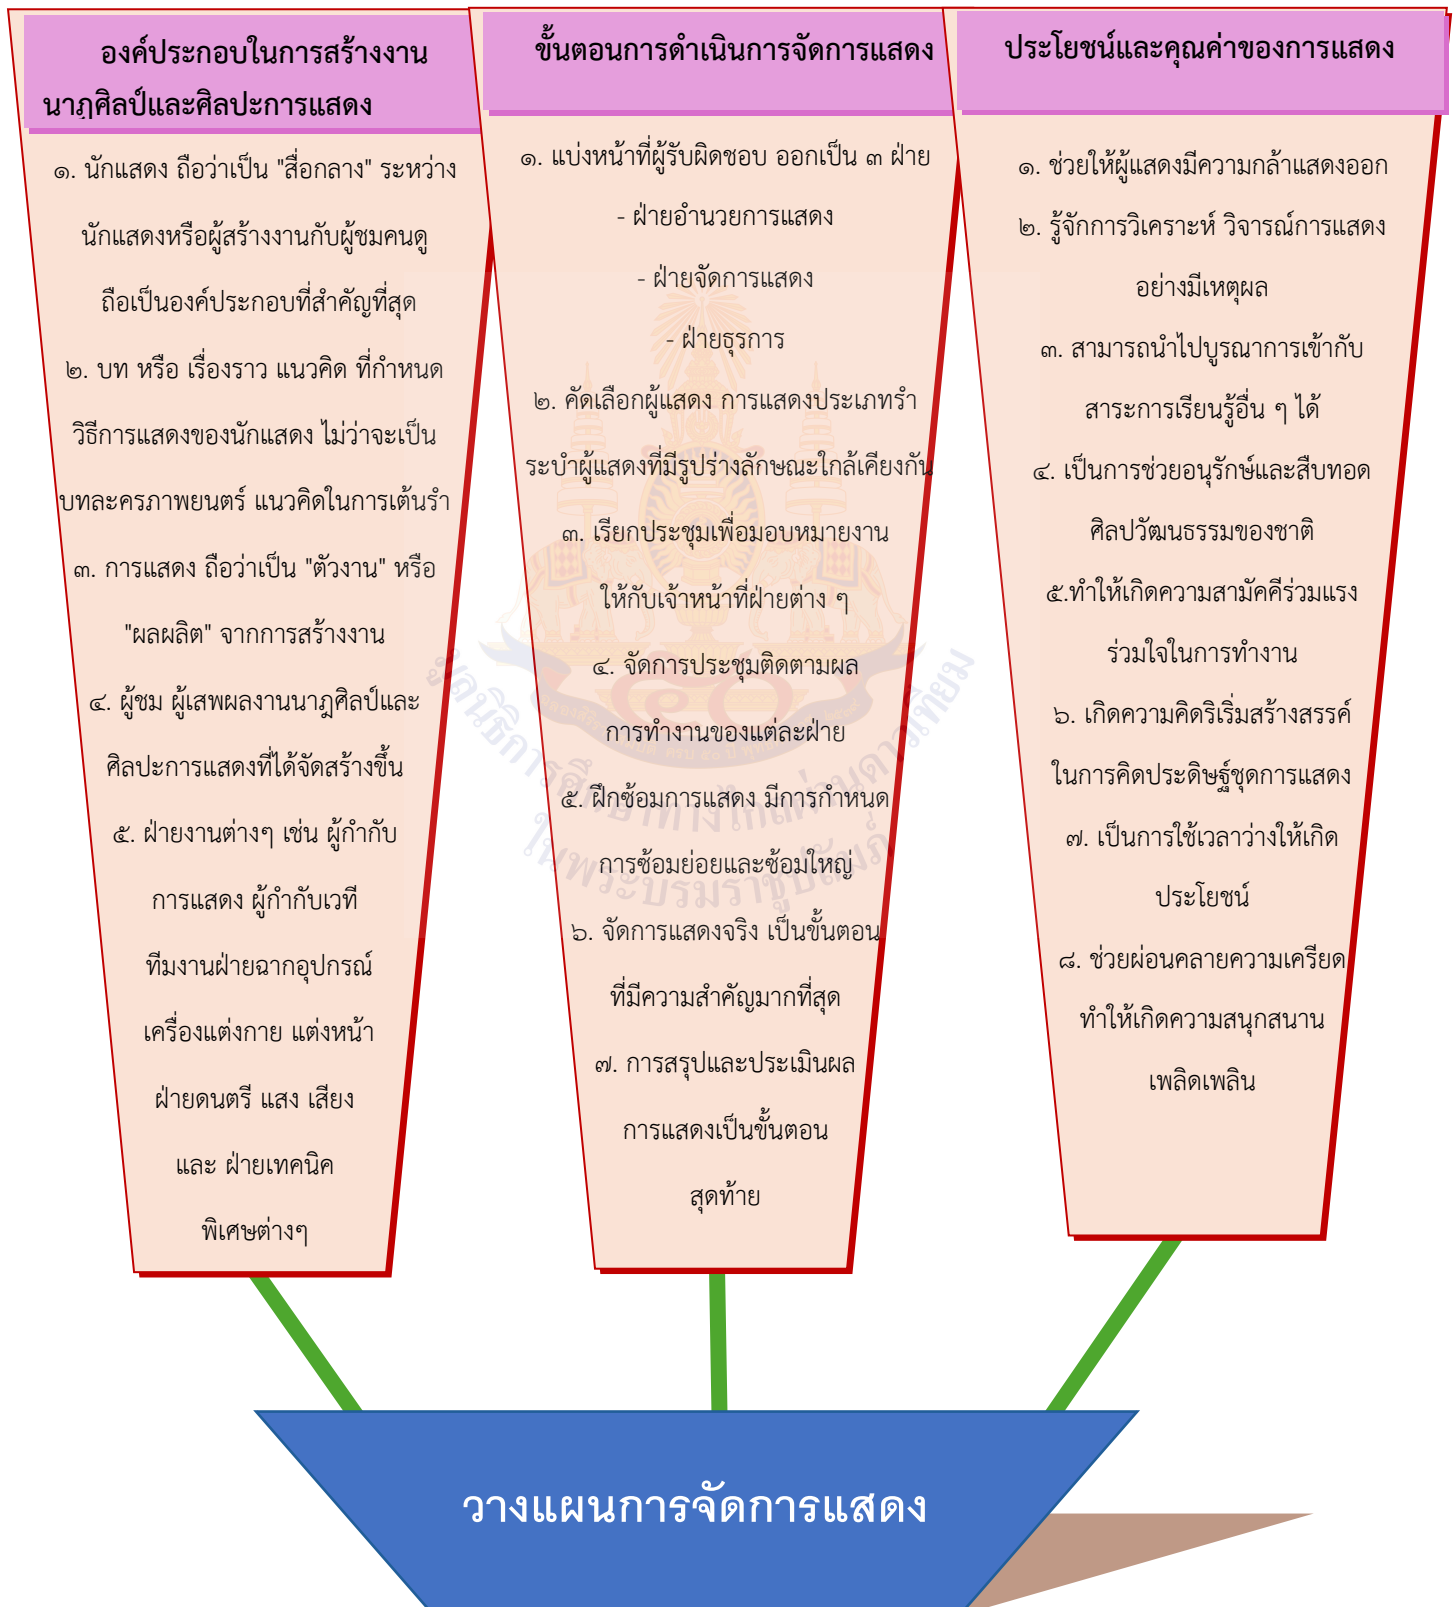 องค์ประกอบในการสร้างงาน
นาฏศิลป์และศิลปะการแสดง
๑. นักแสดง ถือว่าเป็น "สื่อกลาง" ระหว่าง
นักแสดงหรือผู้สร้างงานกับผู้ชมคนดู
ถือเป็นองค์ประกอบที่สำคัญที่สุด
๒. บท หรือ เรื่องราว แนวคิด ที่กำหนด
วิธีการแสดงของนักแสดง ไม่ว่าจะเป็น
บทละครภาพยนตร์ แนวคิดในการเต้นรำ
๓. การแสดง ถือว่าเป็น "ตัวงาน" หรือ
"ผลผลิต" จากการสร้างงาน
๔. ผู้ชม ผู้เสพผลงานนาฏศิลป์และ
ศิลปะการแสดงที่ได้จัดสร้างขึ้น
๕. ฝ่ายงานต่างๆ เช่น ผู้กำกับ
การแสดง ผู้กำกับเวที
ทีมงานฝ่ายฉากอุปกรณ์
เครื่องแต่งกาย แต่งหน้า
ฝ่ายดนตรี แสง เสียง
และ ฝ่ายเทคนิค
พิเศษต่างๆ
ขั้นตอนการดำเนินการจัดการแสดง
๑. แบ่งหน้าที่ผู้รับผิดชอบ ออกเป็น ๓ ฝ่าย
- ฝ่ายอำนวยการแสดง
- ฝ่ายจัดการแสดง
- ฝ่ายธุรการ
๒. คัดเลือกผู้แสดง การแสดงประเภทรำ
ระบำผู้แสดงที่มีรูปร่างลักษณะใกล้เคียงกัน
๓. เรียกประชุมเพื่อมอบหมายงาน
ให้กับเจ้าหน้าที่ฝ่ายต่าง ๆ
๔. จัดการประชุมติดตามผล
การทำงานของแต่ละฝ่าย
๕. ฝึกซ้อมการแสดง มีการกำหนด
การซ้อมย่อยและซ้อมใหญ่
๖. จัดการแสดงจริง เป็นขั้นตอน
ที่มีความสำคัญมากที่สุด
๗. การสรุปและประเมินผล
การแสดงเป็นขั้นตอน
สุดท้าย
ประโยชน์และคุณค่าของการแสดง
๑. ช่วยให้ผู้แสดงมีความกล้าแสดงออก
๒. รู้จักการวิเคราะห์ วิจารณ์การแสดง
อย่างมีเหตุผล
๓. สามารถนำไปบูรณาการเข้ากับ
สาระการเรียนรู้อื่น ๆ ได้
๔. เป็นการช่วยอนุรักษ์และสืบทอด
ศิลปวัฒนธรรมของชาติ
๕.ทำให้เกิดความสามัคคีร่วมแรง
ร่วมใจในการทำงาน
๖. เกิดความคิดริเริ่มสร้างสรรค์
ในการคิดประดิษฐ์ชุดการแสดง
๗. เป็นการใช้เวลาว่างให้เกิด
ประโยชน์
๘. ช่วยผ่อนคลายความเครียด
ทำให้เกิดความสนุกสนาน
เพลิดเพลิน
มูลนิธิการศึกษาทางไกลผ่านดาวเทียม
ในพระบรมราชูปถัมภ์
วางแผนการจัดการแสดง